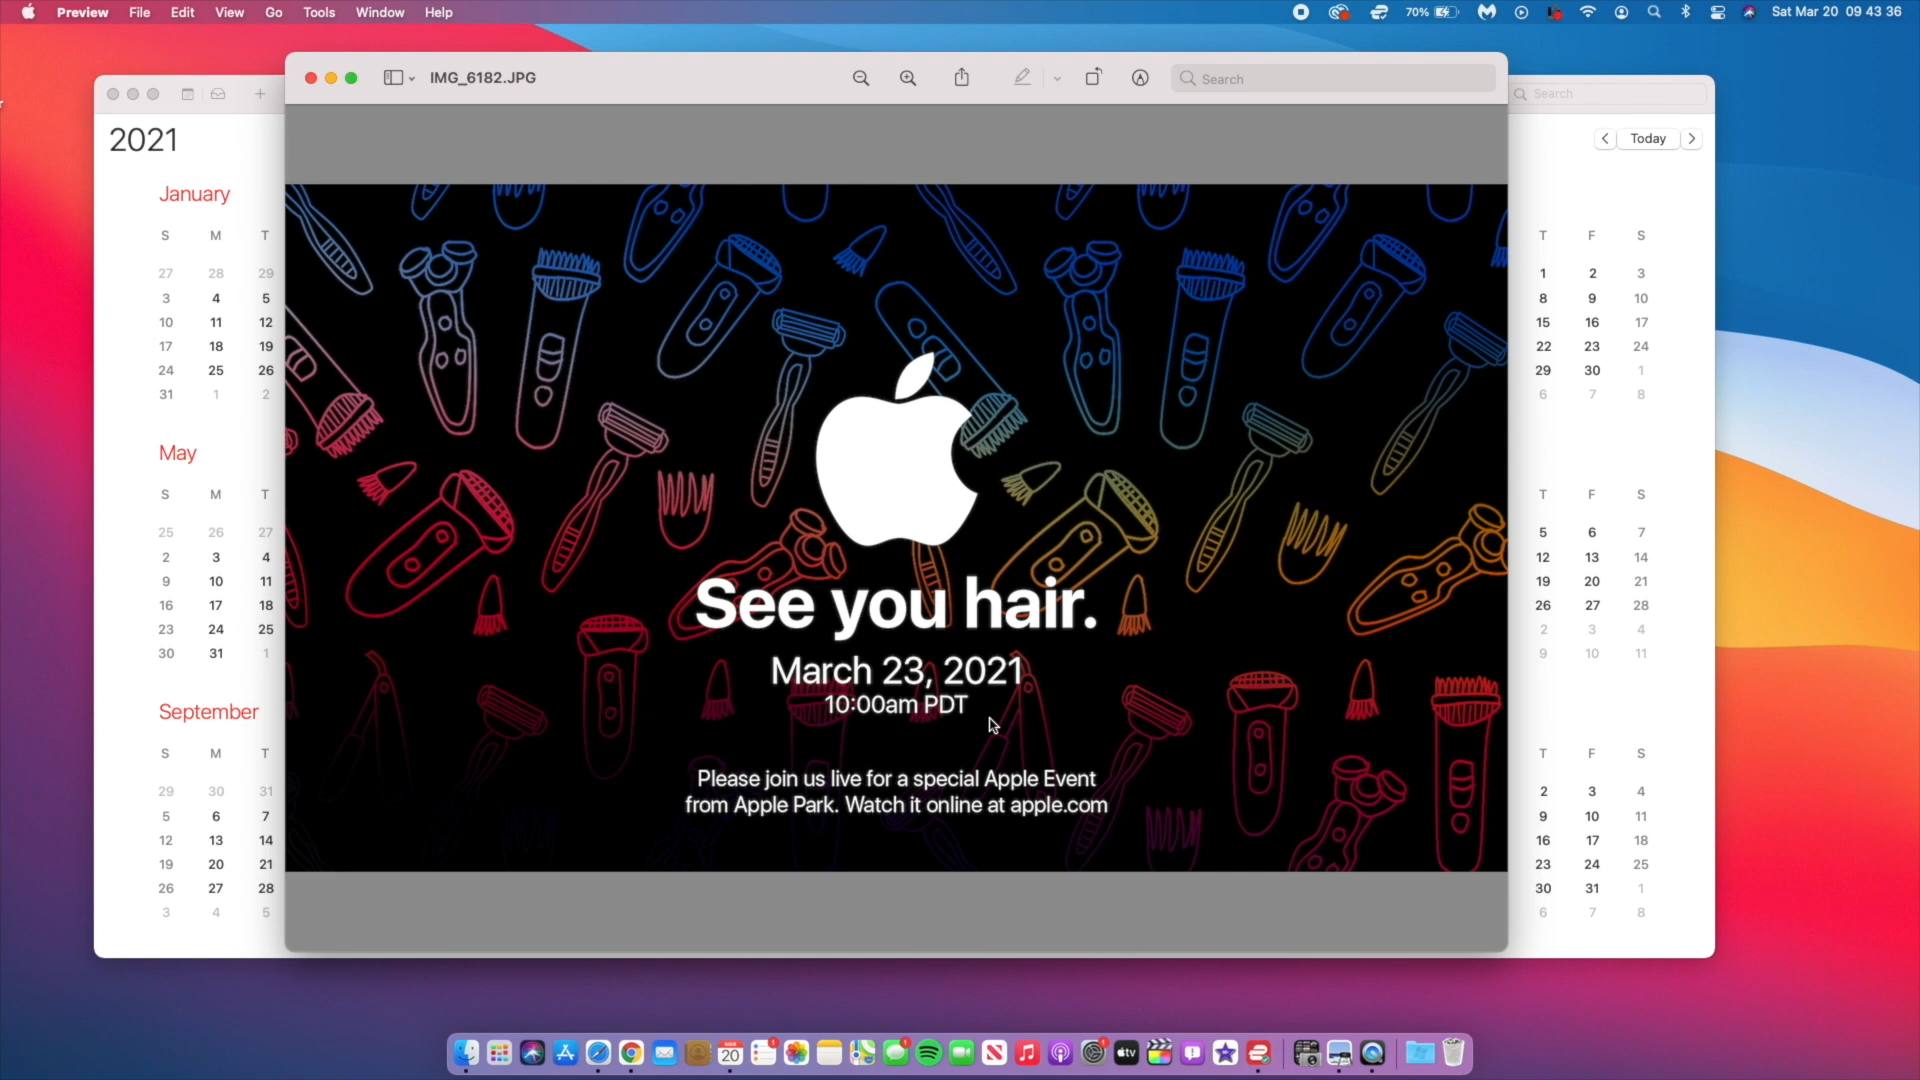 Preview File Edit View Go Tools Window Help
70%
Sat Mar 20 09 43 36
IMG_6182.JPG
Search
Search
2021
Today
January
S M T
27 28 29
3 4 5
10 11 12
17 18 19
24 25 26
31 1 2
May
S M T
25 26 27
2 3 4
9 10 11
16 17 18
23 24 25
30 31 1
September
S M T
29 30 31
5 6 7
12 13 14
19 20 21
26 27 28
3 4 5
See you hair.
March 23, 2021
10:00am PDT
Please join us live for a special Apple Event
from Apple Park. Watch it online at apple.com
T F S
1 2 3
8 9 10
15 16 17
22 23 24
29 30 1
6 7 8
T F S
5 6 7
12 13 14
19 20 21
26 27 28
2 3 4
9 10 11
T F S
2 3 4
9 10 11
16 17 18
23 24 25
30 31 1
6 7 8
MAR
20
1
1
1
tv